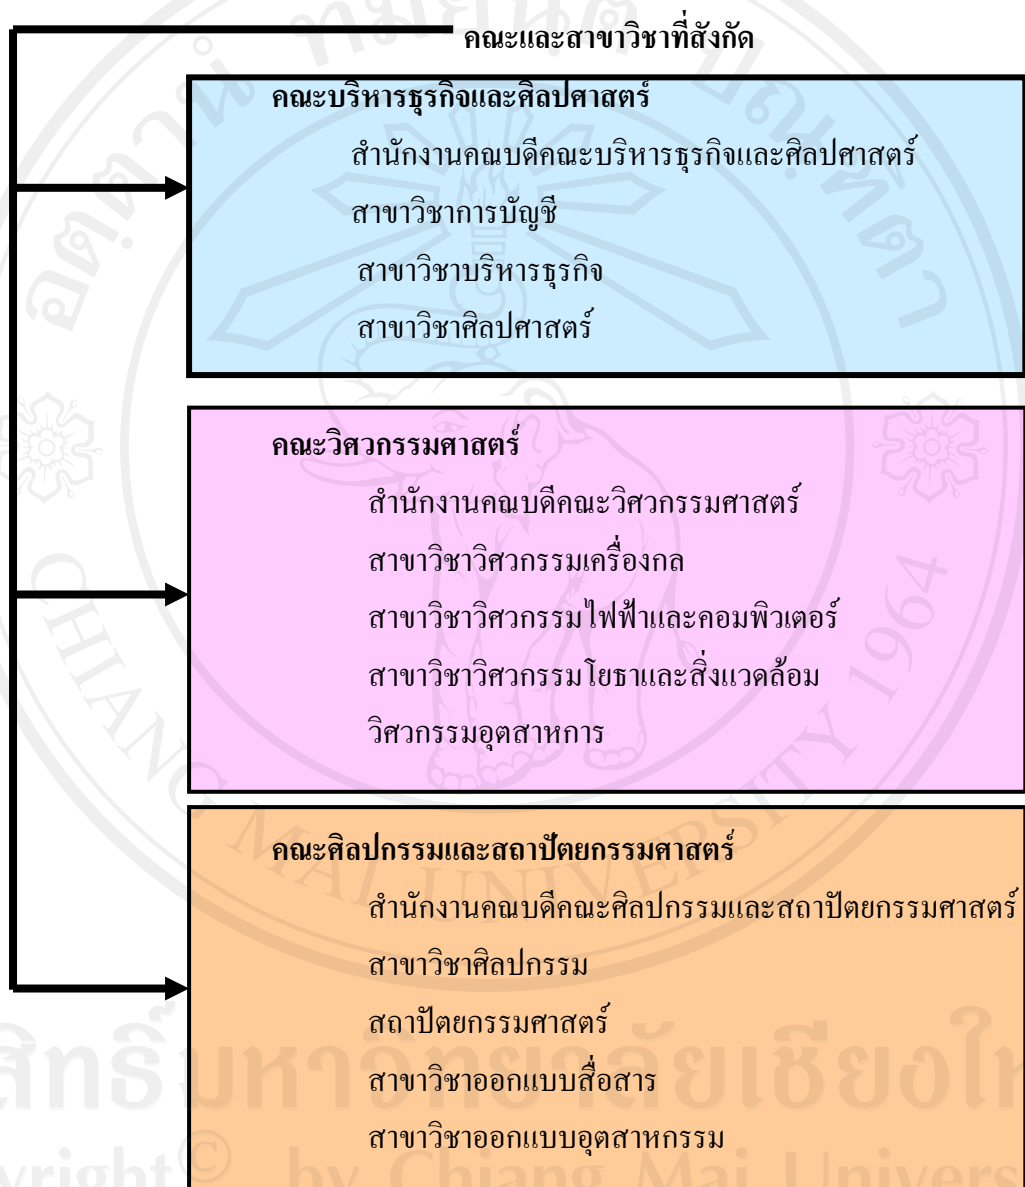 คณะและสาขาวิชาที่สังกัด
คณะบริหารธุรกิจและศิลปศาสตร์
สำนักงานคณบดีคณะบริหารธุรกิจและศิลปศาสตร์
สาขาวิชาการบัญชี
สาขาวิชาบริหารธุรกิจ
สาขาวิชาศิลปศาสตร์
คณะวิศวกรรมศาสตร์
สำนักงานคณบดีคณะวิศวกรรมศาสตร์
สาขาวิชาวิศวกรรมเครื่องกล
สาขาวิชาวิศวกรรมไฟฟ้าและคอมพิวเตอร์
สาขาวิชาวิศวกรรมโยธาและสิ่งแวดล้อม
วิศวกรรมอุตสาหการ
คณะศิลปกรรมและสถาปัตยกรรมศาสตร์
สำนักงานคณบดีคณะศิลปกรรมและสถาปัตยกรรมศาสตร์
สาขาวิชาศิลปกรรม
สถาปัตยกรรมศาสตร์
สาขาวิชาออกแบบสื่อสาร
สาขาวิชาออกแบบอุตสาหกรรม
CHIANG MAI UNIVERSITY 1964
by Chiang Mai